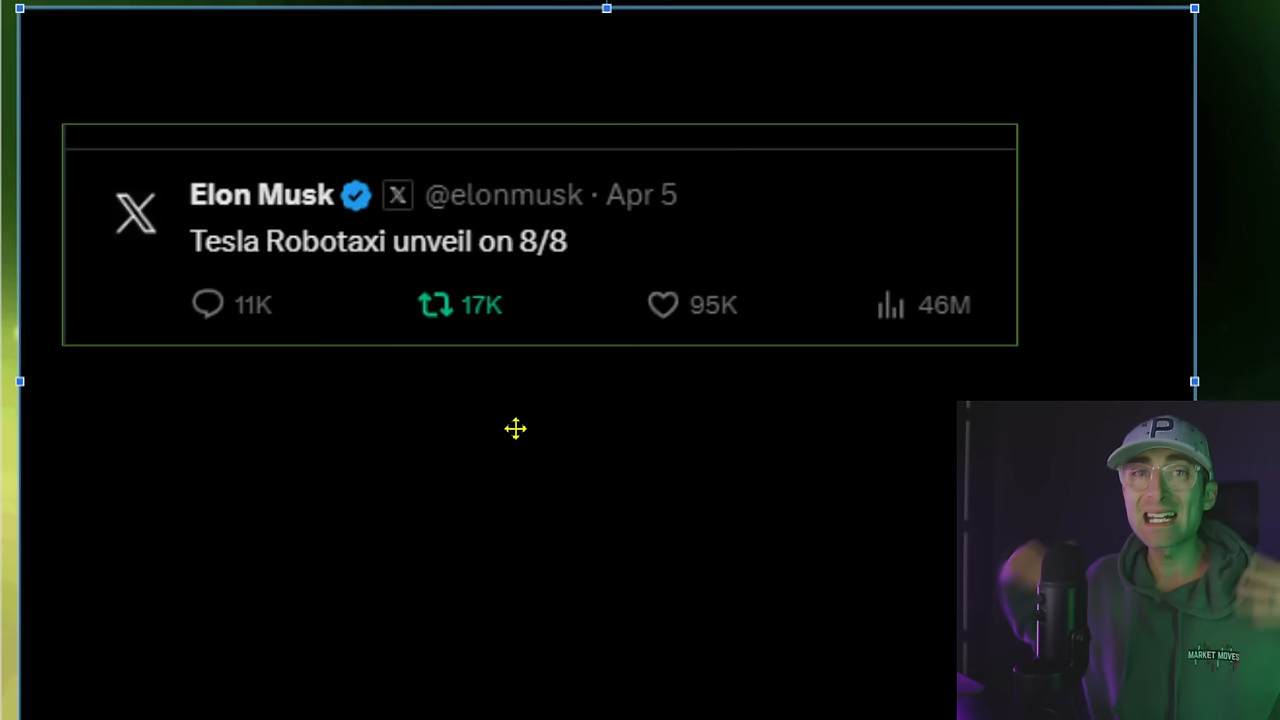 Elon Musk @elonmusk · Apr 5
Tesla Robotaxi unveil on 8/8
11K 17K 95K 46M
P
MARKET MOVES